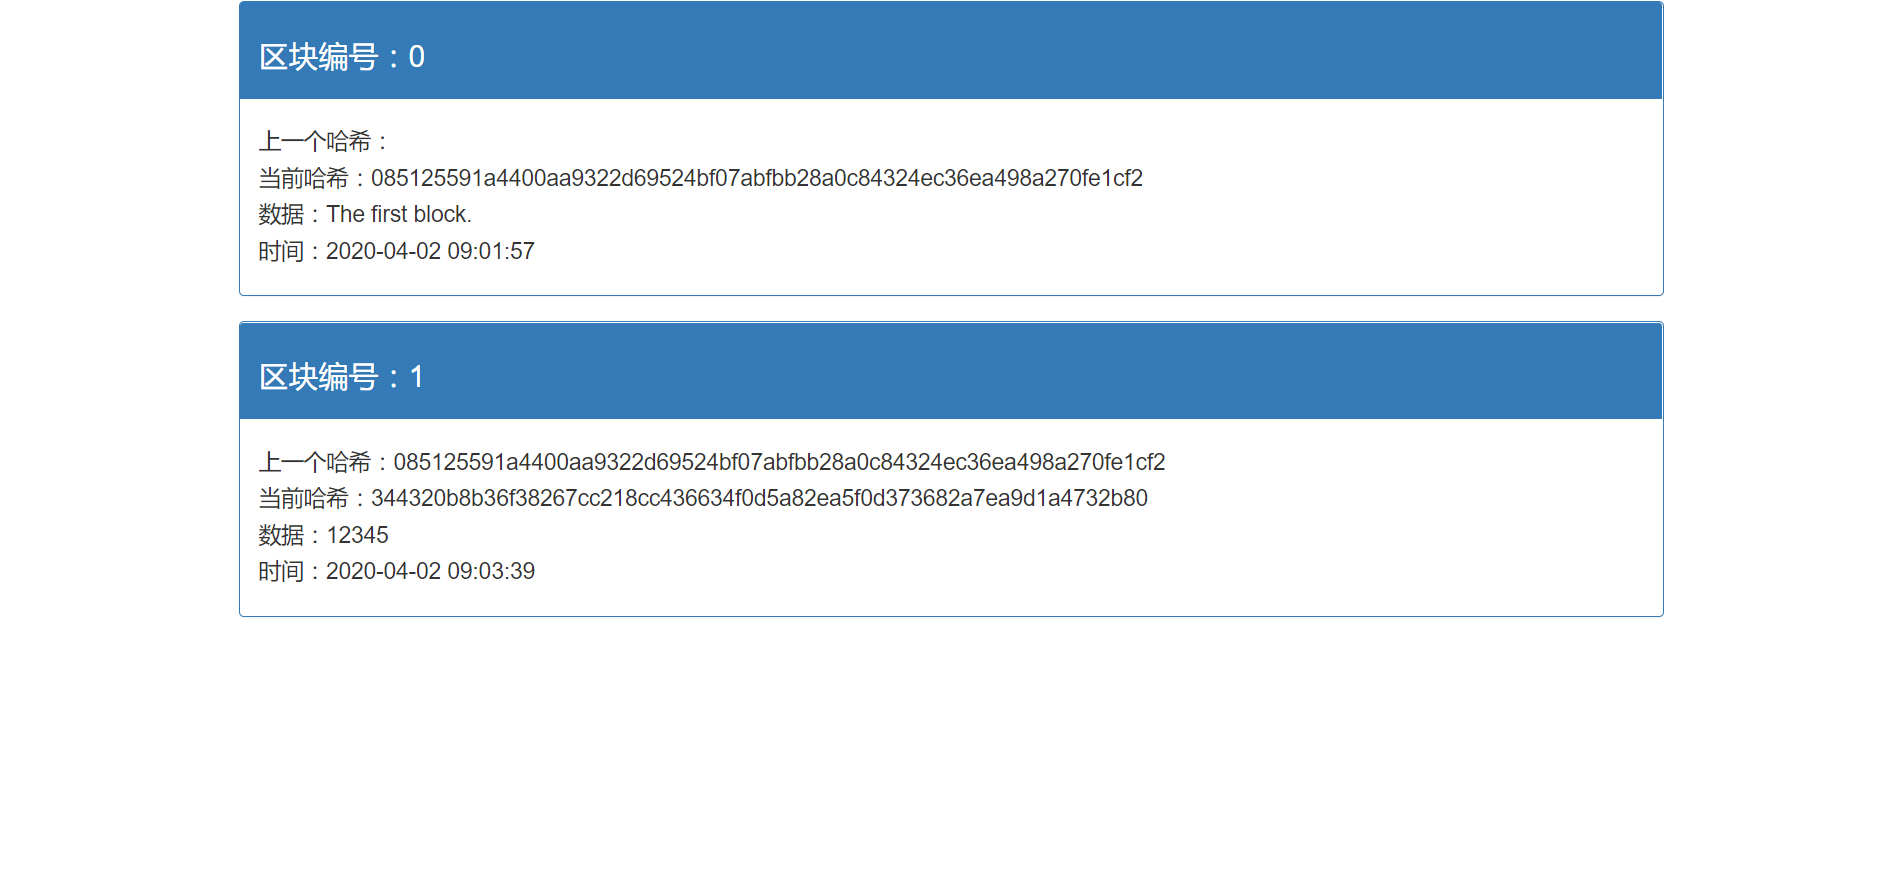 区块编号：0
上一个哈希：
当前哈希：085125591a4400aa9322d69524bf07abfbb28a0c84324ec36ea498a270fe1cf2
数据：The first block.
时间：2020-04-02 09:01:57
区块编号：1
上一个哈希：085125591a4400aa9322d69524bf07abfbb28a0c84324ec36ea498a270fe1cf2
当前哈希：344320b8b36f38267cc218cc436634f0d5a82ea5f0d373682a7ea9d1a4732b80
数据：12345
时间：2020-04-02 09:03:39